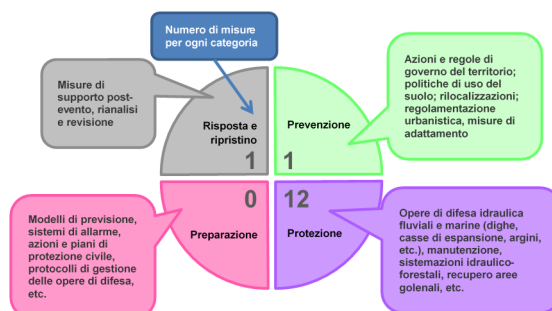 Numero di misure
per ogni categoria
Misure di
supporto post-
evento, rianalisi
e revisione
Risposta e
ripristino
1
Prevenzione
1
Azioni e regole di
governo del territorio;
politiche di uso del
suolo; rilocalizzazioni;
regolamentazione
urbanistica, misure di
adattamento
Modelli di previsione,
sistemi di allarme,
azioni e piani di
protezione civile,
protocolli di gestione
delle opere di difesa,
etc.
0
Preparazione
12
Protezione
Opere di difesa idraulica
fluviali e marine (dighe,
casse di espansione, argini,
etc.), manutenzione,
sistemazioni idraulico-
forestali, recupero aree
golenali, etc.